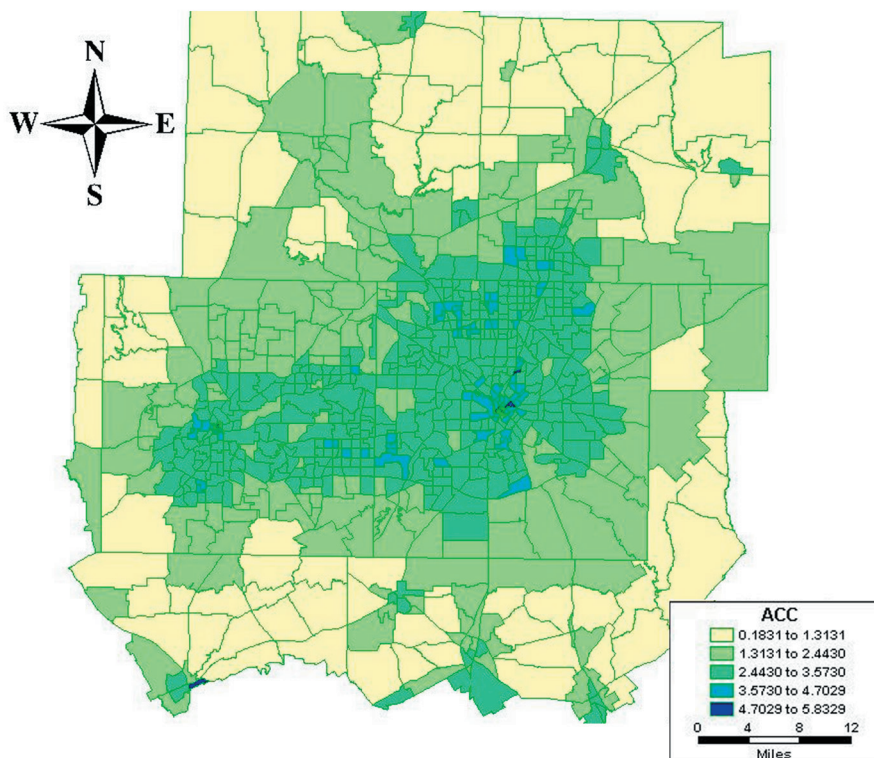 N
W E
S
ACC
0.1831 to 1.3131
1.3131 to 2.4430
2.4430 to 3.5730
3.5730 to 4.7029
4.7029 to 5.8329
0 4 8 12
Miles